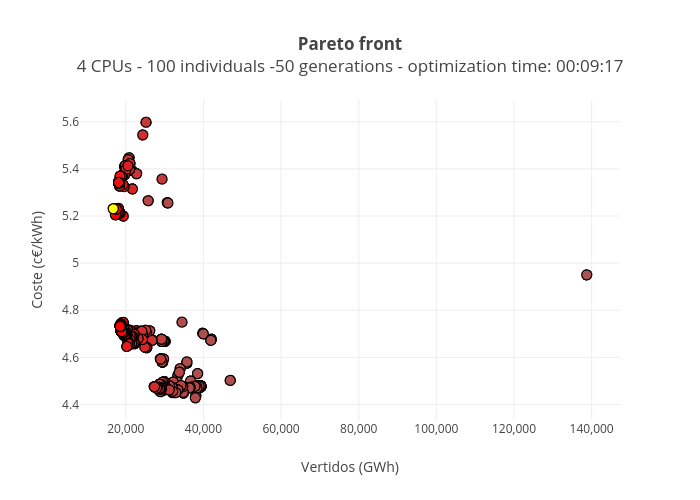 Pareto front
4 CPUs - 100 individuals -50 generations - optimization time: 00:09:17
5.6
5.4
5.2
5
4.8
4.6
4.4
Coste (c€/kWh)
20,000 40,000 60,000 80,000 100,000 120,000 140,000
Vertidos (GWh)